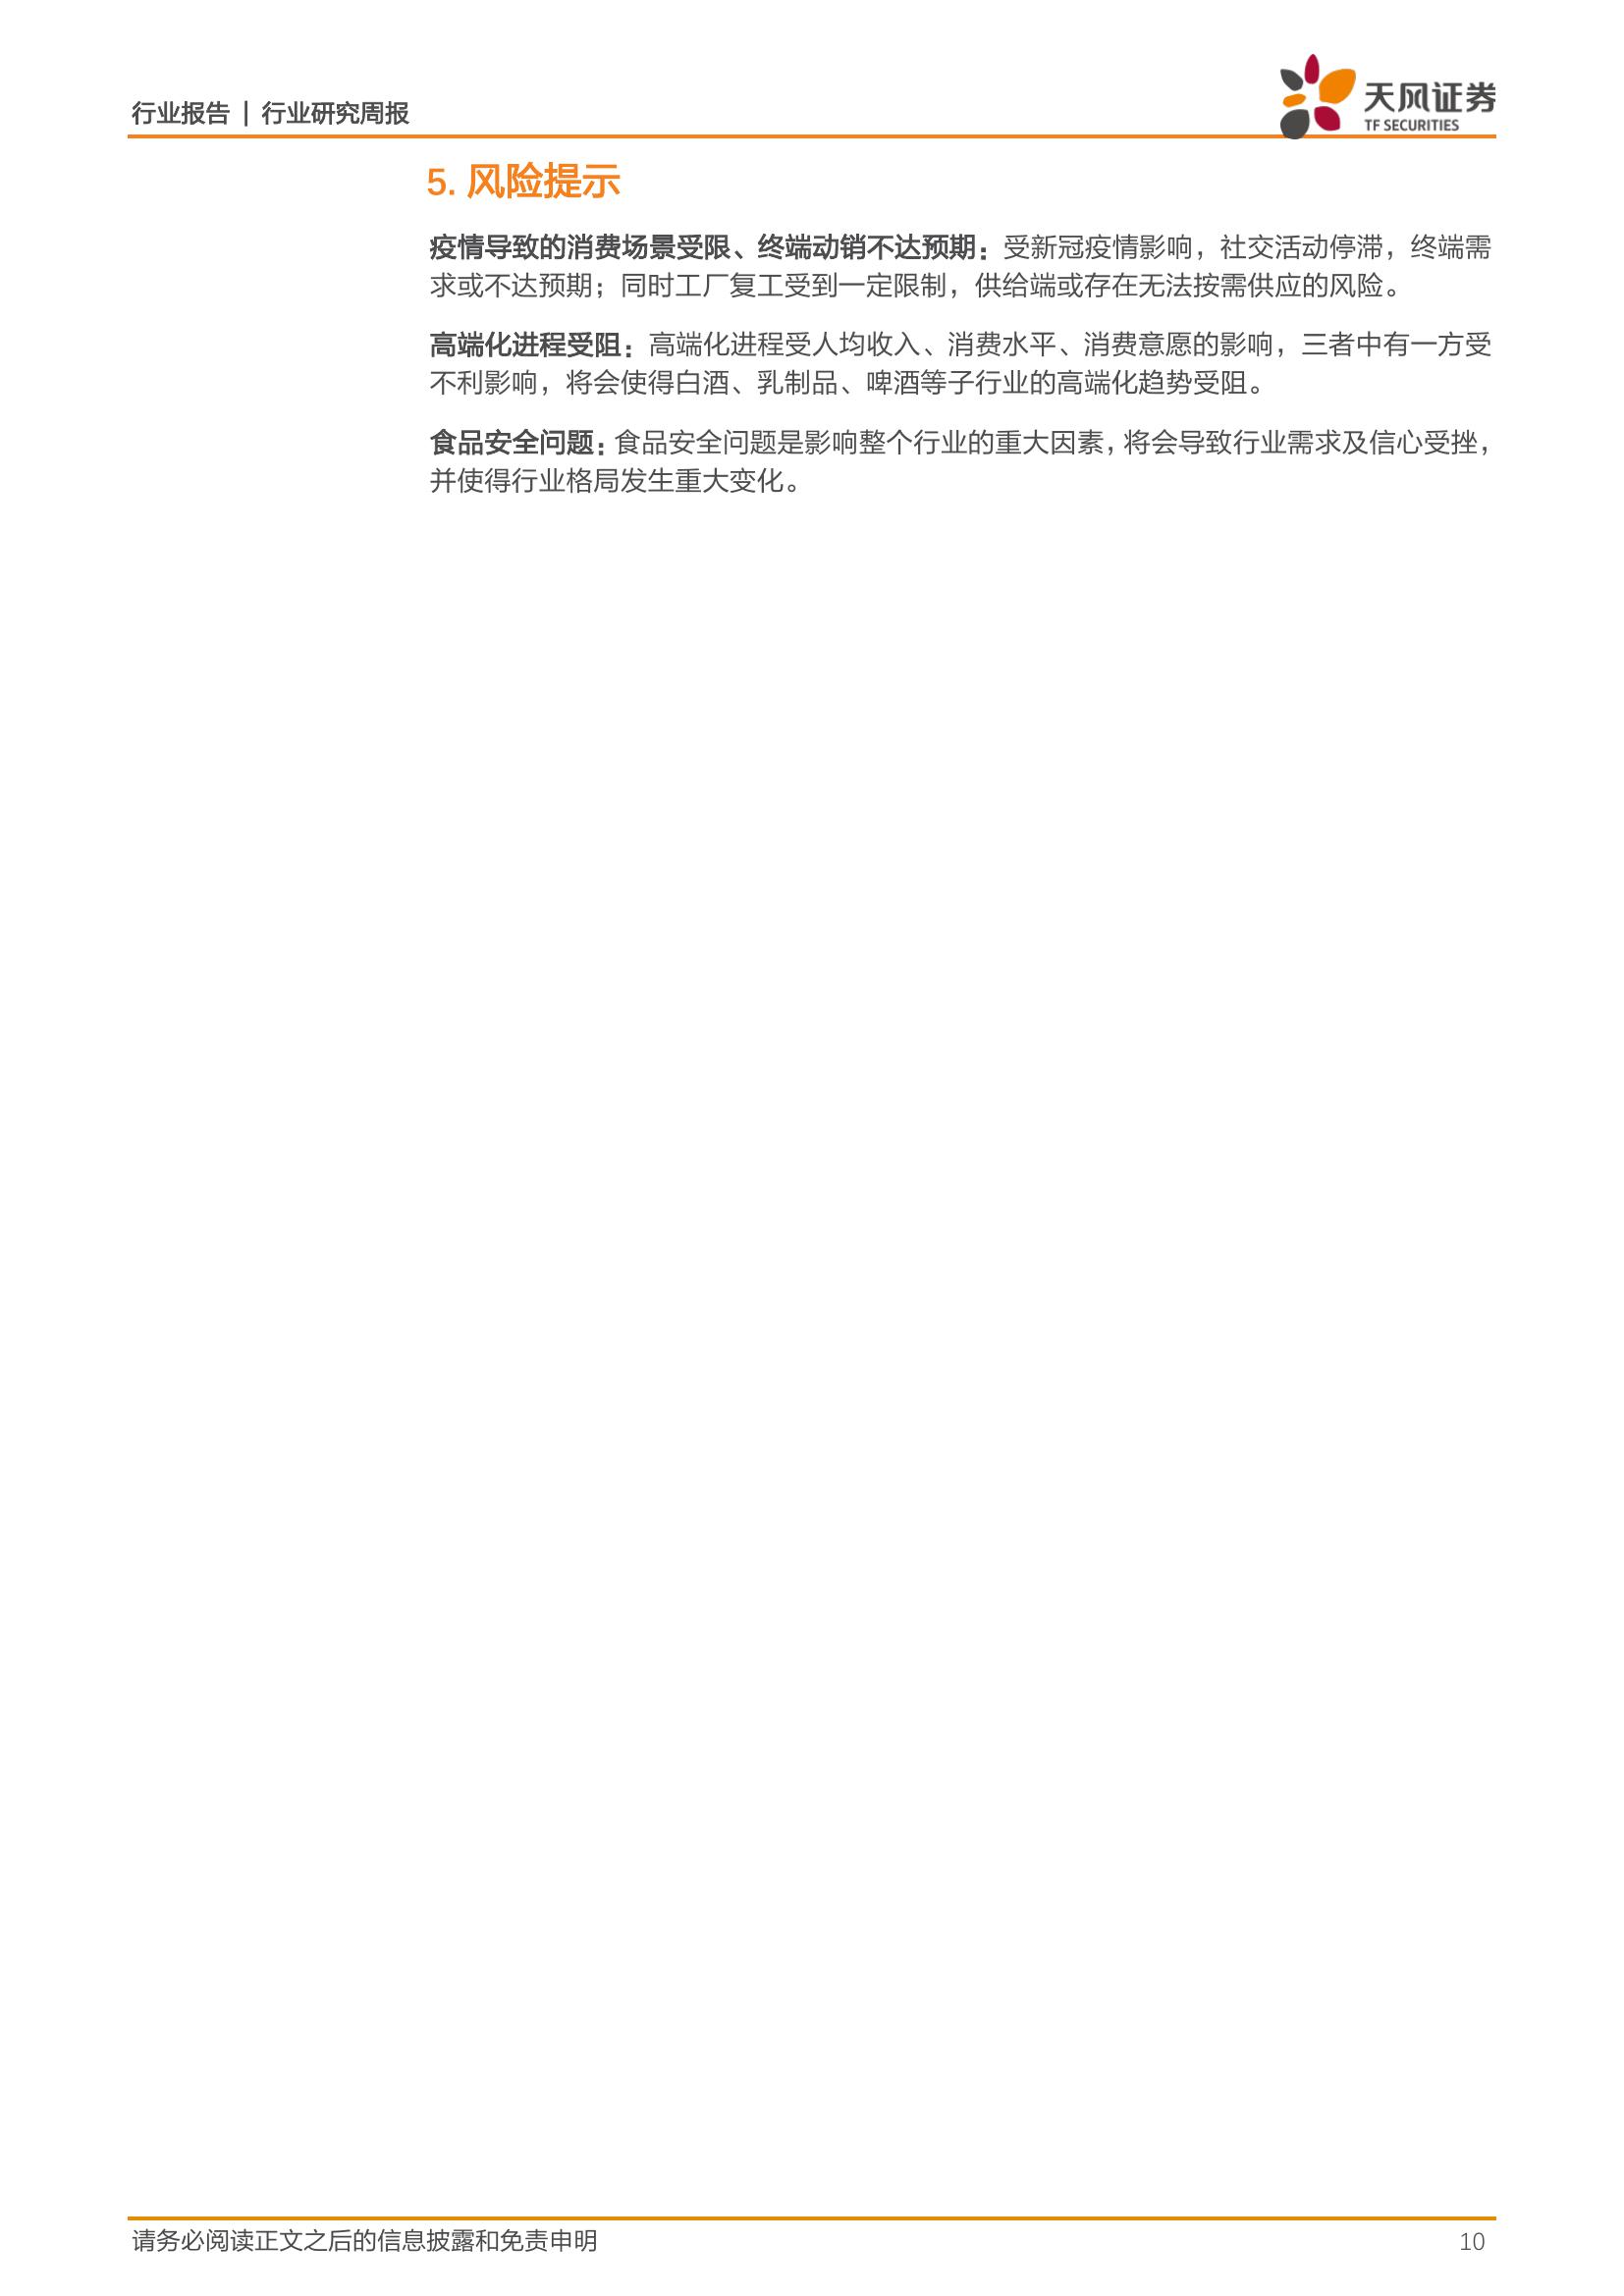 行业报告 | 行业研究周报
天风证券
TF SECURITIES
5. 风险提示
疫情导致的消费场景受限、终端动销不达预期：受新冠疫情影响，社交活动停滞，终端需
求或不达预期；同时工厂复工受到一定限制，供给端或存在无法按需供应的风险。
高端化进程受阻：高端化进程受人均收入、消费水平、消费意愿的影响，三者中有一方受
不利影响，将会使得白酒、乳制品、啤酒等子行业的高端化趋势受阻。
食品安全问题：食品安全问题是影响整个行业的重大因素，将会导致行业需求及信心受挫，
并使得行业格局发生重大变化。
请务必阅读正文之后的信息披露和免责申明
10